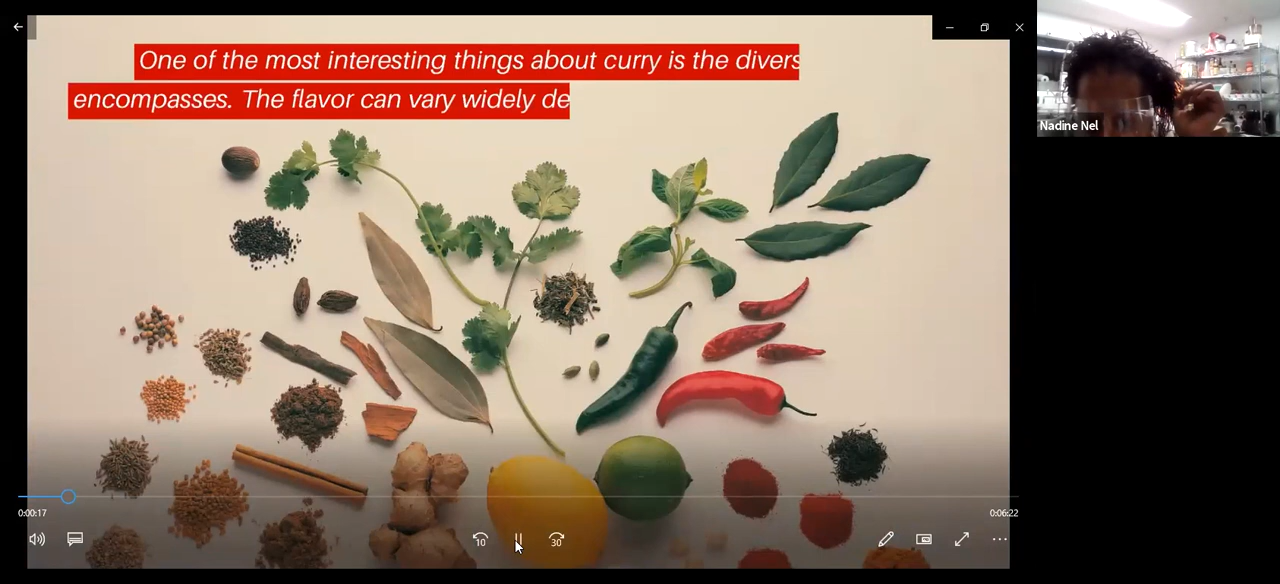 One of the most interesting things about curry is the divers
encompasses. The flavor can vary widely de
Nadine Nel
0:00:17
0:06:22
10
30